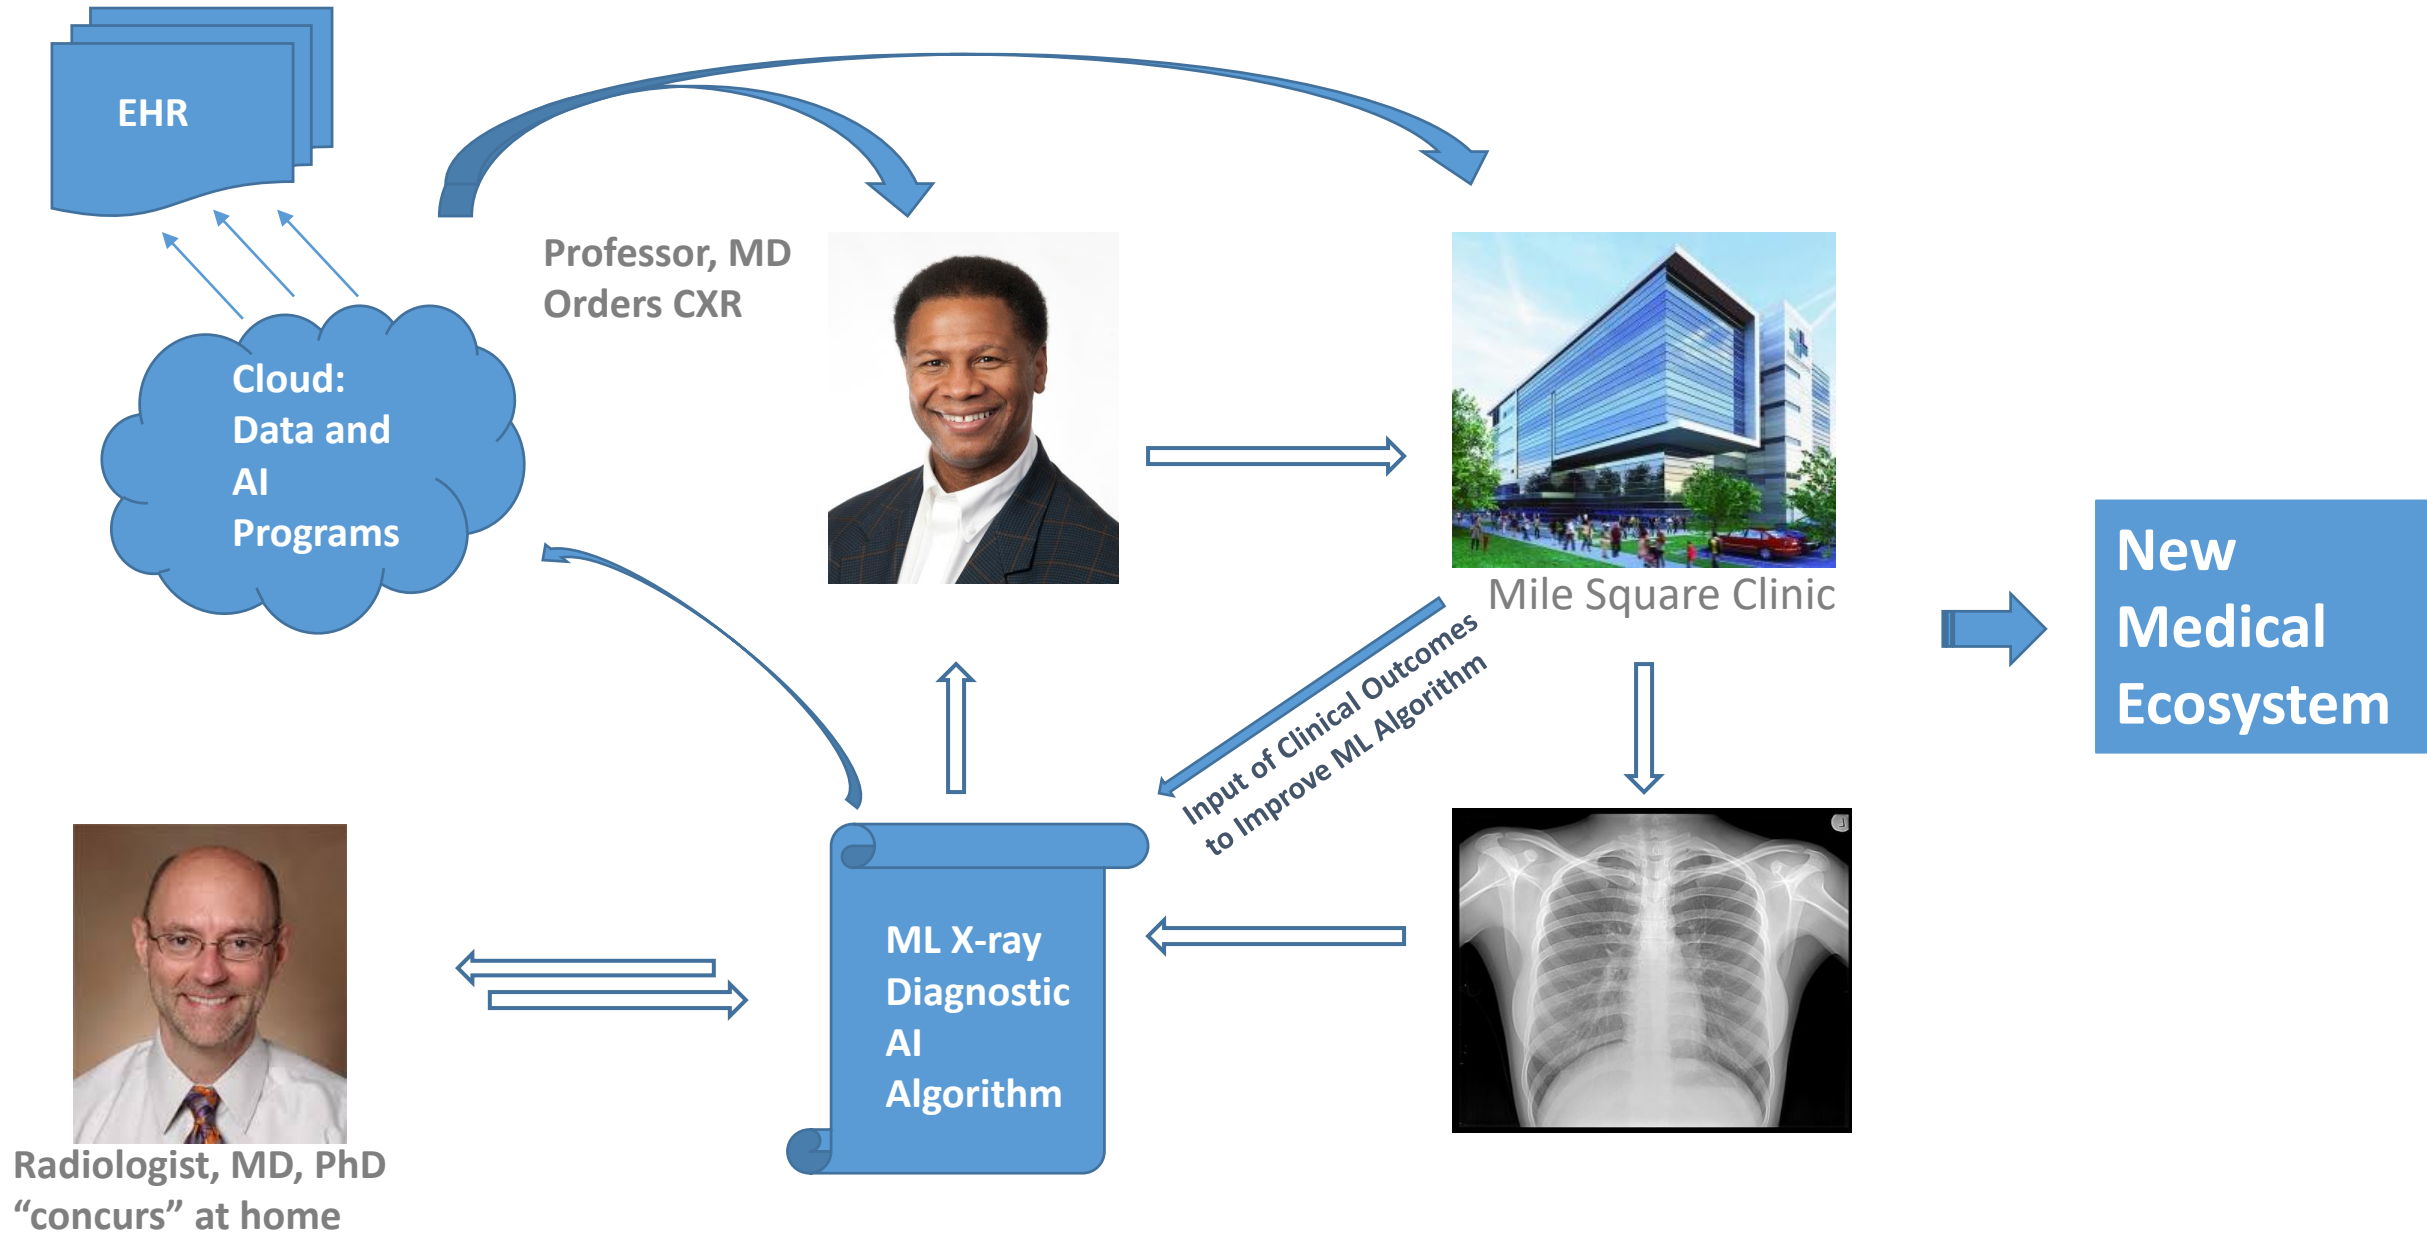 EHR
Professor, MD
Orders CXR
Cloud:
Data and
AI
Programs
Mile Square Clinic
New
Medical
Ecosystem
Input of Clinical Outcomes
to Improve ML Algorithm
ML X-ray
Diagnostic
AI
Algorithm
Radiologist, MD, PhD
“concurs” at home